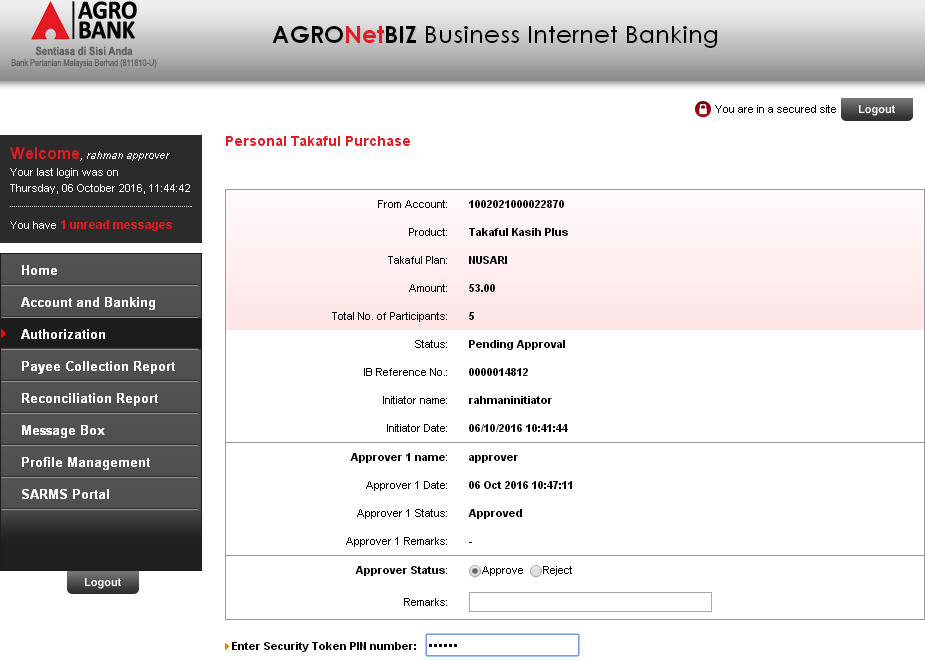 AGRO
BANK
Sentiasa di Sisi Anda
Bank Pertanian Malaysia Berhad (811810-U)
AGRONetBIZ Business Internet Banking
You are in a secured site
Logout
Welcome, rahman approver
Your last login was on
Thursday, 06 October 2016, 11:44:42
You have 1 unread messages
Home
Account and Banking
Authorization
Payee Collection Report
Reconciliation Report
Message Box
Profile Management
SARMS Portal
Logout
Personal Takaful Purchase
From Account: 1002021000022870
Product: Takaful Kasih Plus
Takaful Plan: NUSARI
Amount: 53.00
Total No. of Participants: 5
Status: Pending Approval
IB Reference No.: 0000014812
Initiator name: rahmaninitiator
Initiator Date: 06/10/2016 10:41:44
Approver 1 name: approver
Approver 1 Date: 06 Oct 2016 10:47:11
Approver 1 Status: Approved
Approver 1 Remarks: -
Approver Status: Approve Reject
Remarks:
Enter Security Token PIN number: ••••••